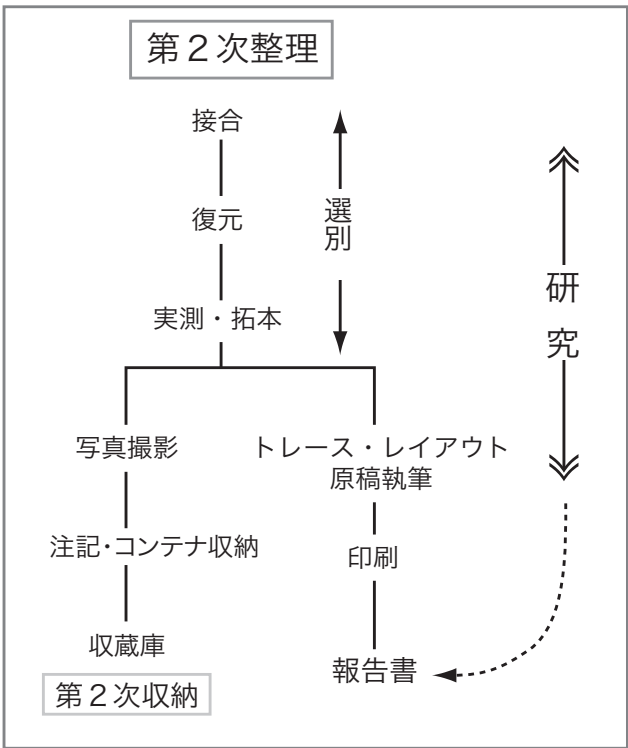 第２次整理
接合
復元
選別
実測・拓本
研究
写真撮影
トレース・レイアウト
原稿執筆
注記・コンテナ収納
印刷
収蔵庫
報告書
第２次収納